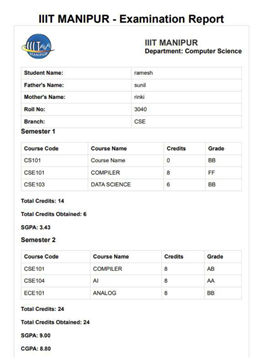 IIIT MANIPUR - Examination Report
IIIT MANIPUR
Department: Computer Science
Student Name: ramesh
Father's Name: sunil
Mother's Name: rinki
Roll No: 3040
Branch: CSE
Semester 1
Course Code Course Name Credits Grade
CS101 Course Name 0 BB
CSE101 COMPILER 8 FF
CSE103 DATA SCIENCE 6 BB
Total Credits: 14
Total Credits Obtained: 6
SGPA: 3.43
Semester 2
Course Code Course Name Credits Grade
CSE101 COMPILER 8 AB
CSE104 AI 8 AA
ECE101 ANALOG 8 BB
Total Credits: 24
Total Credits Obtained: 24
SGPA: 9.00
CGPA: 8.80